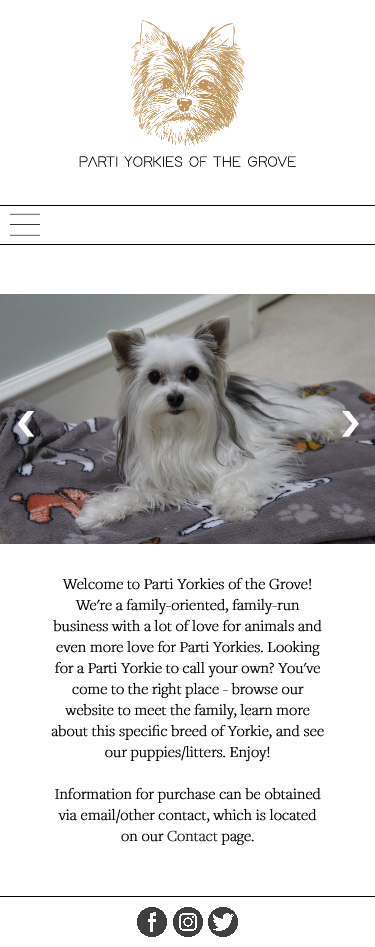 PARTI YORKIES OF THE GROVE
Welcome to Parti Yorkies of the Grove!
We're a family-oriented, family-run
business with a lot of love for animals and
even more love for Parti Yorkies. Looking
for a Parti Yorkie to call your own? You've
come to the right place - browse our
website to meet the family, learn more
about this specific breed of Yorkie, and see
our puppies/litters. Enjoy!
Information for purchase can be obtained
via email/other contact, which is located
on our Contact page.